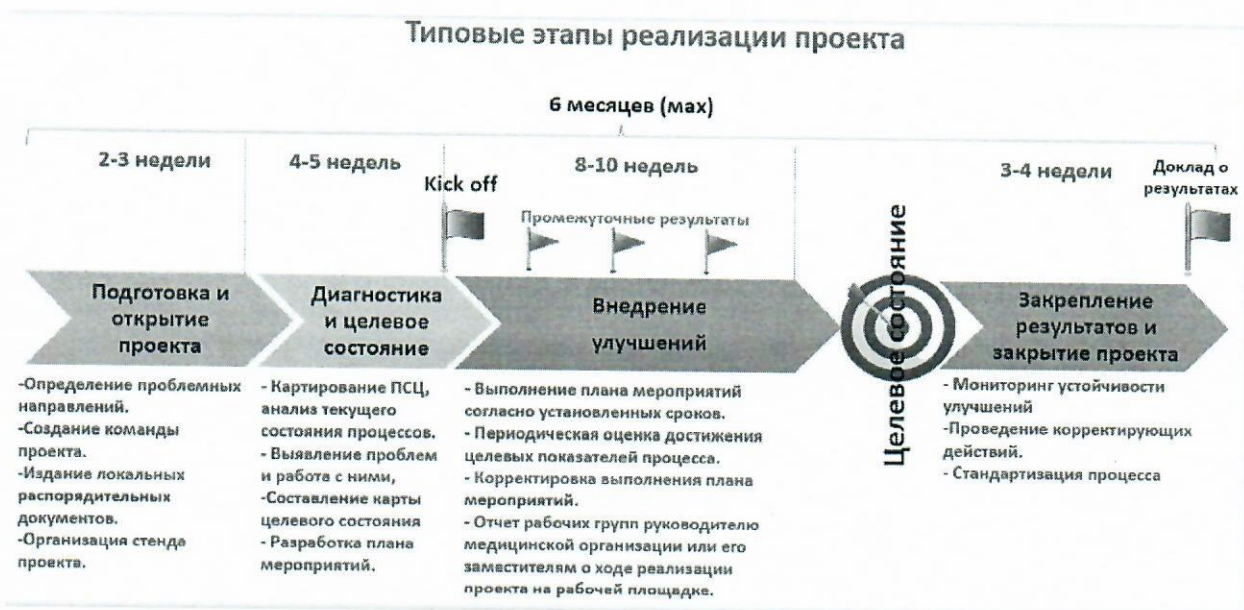 Типовые этапы реализации проекта
6 месяцев (мах)
2-3 недели
4-5 недель
8-10 недель
3-4 недели
Доклад о
результатах
Kick off
Промежуточные результаты
Подготовка и
открытие
проекта
Диагностика
и целевое
состояние
Внедрение
улучшений
Целевое состояние
Закрепление
результатов и
закрытие проекта
-Определение проблемных
направлений.
-Создание команды
проекта.
-Издание локальных
распорядительных
документов.
-Организация стенда
проекта.
- Картирование ПСЦ,
анализ текущего
состояния процессов.
- Выявление проблем
и работа с ними,
-Составление карты
целевого состояния
- Разработка плана
мероприятий.
- Выполнение плана мероприятий
согласно установленных сроков.
- Периодическая оценка достижения
целевых показателей процесса.
- Корректировка выполнения плана
мероприятий.
- Отчет рабочих групп руководителю
медицинской организации или его
заместителям о ходе реализации
проекта на рабочей площадке.
- Мониторинг устойчивости
улучшений
-Проведение корректирующих
действий.
- Стандартизация процесса